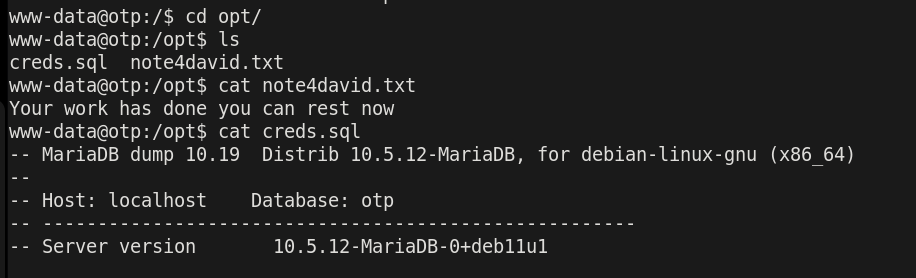 www-data@otp:/$ cd opt/
www-data@otp:/opt$ ls
creds.sql  note4david.txt
www-data@otp:/opt$ cat note4david.txt
Your work has done you can rest now
www-data@otp:/opt$ cat creds.sql
-- MariaDB dump 10.19  Distrib 10.5.12-MariaDB, for debian-linux-gnu (x86_64)
--
-- Host: localhost    Database: otp
-- ------------------------------------------------------
-- Server version       10.5.12-MariaDB-0+deb11u1